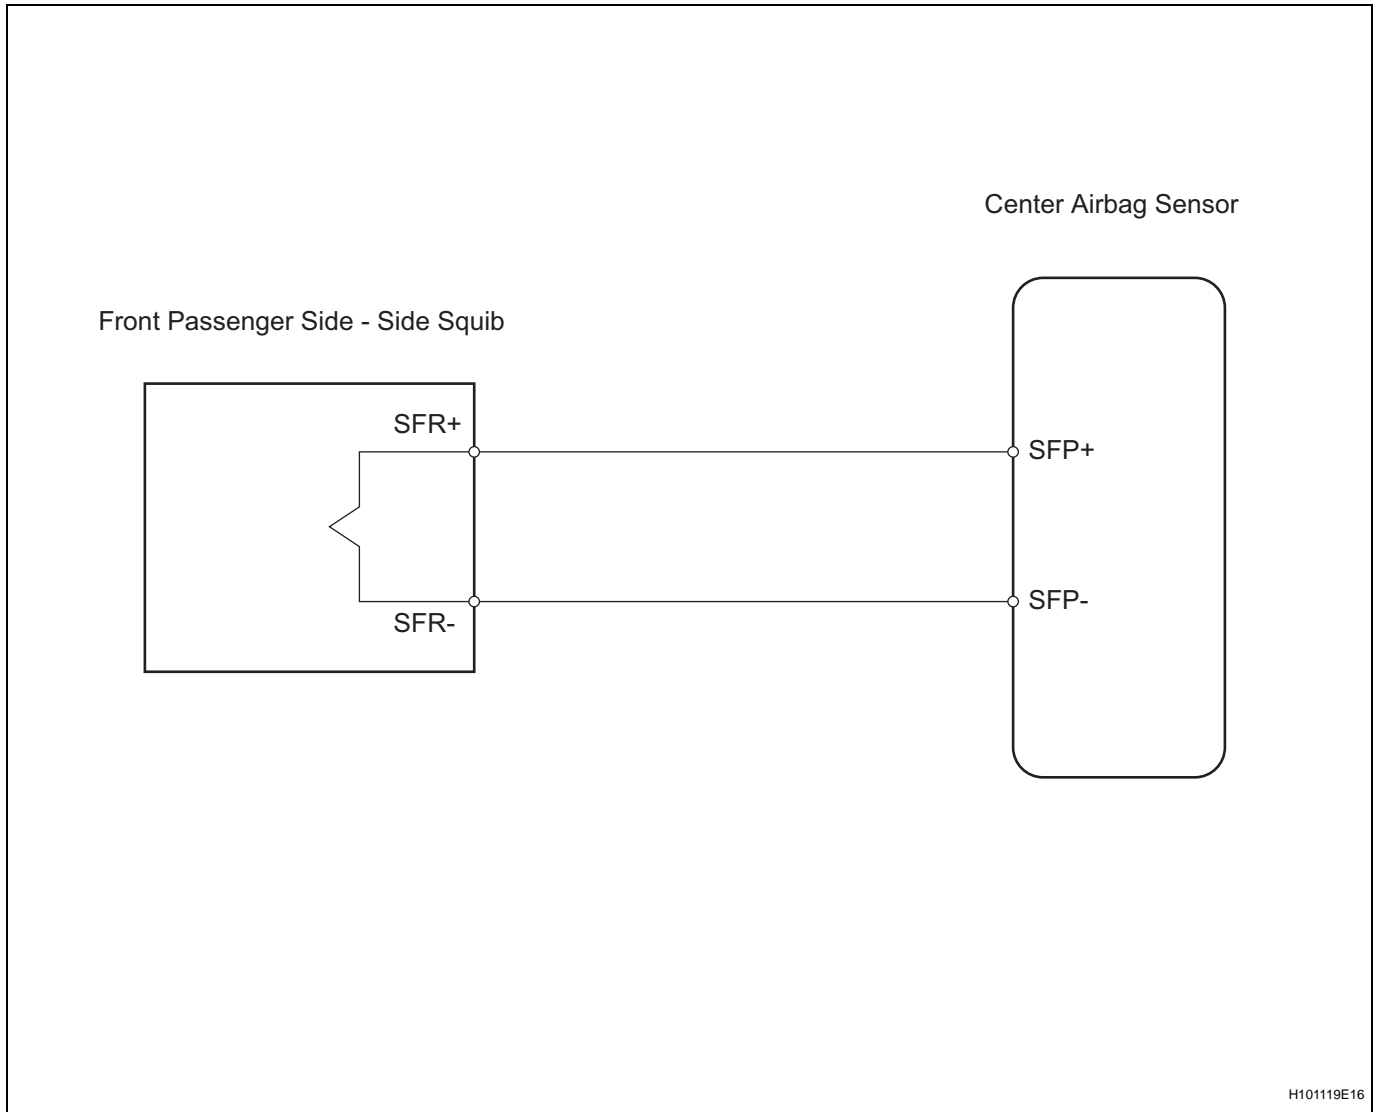 Center Airbag Sensor
Front Passenger Side - Side Squib
SFR+
SFP+
SFP-
SFR-
H101119E16